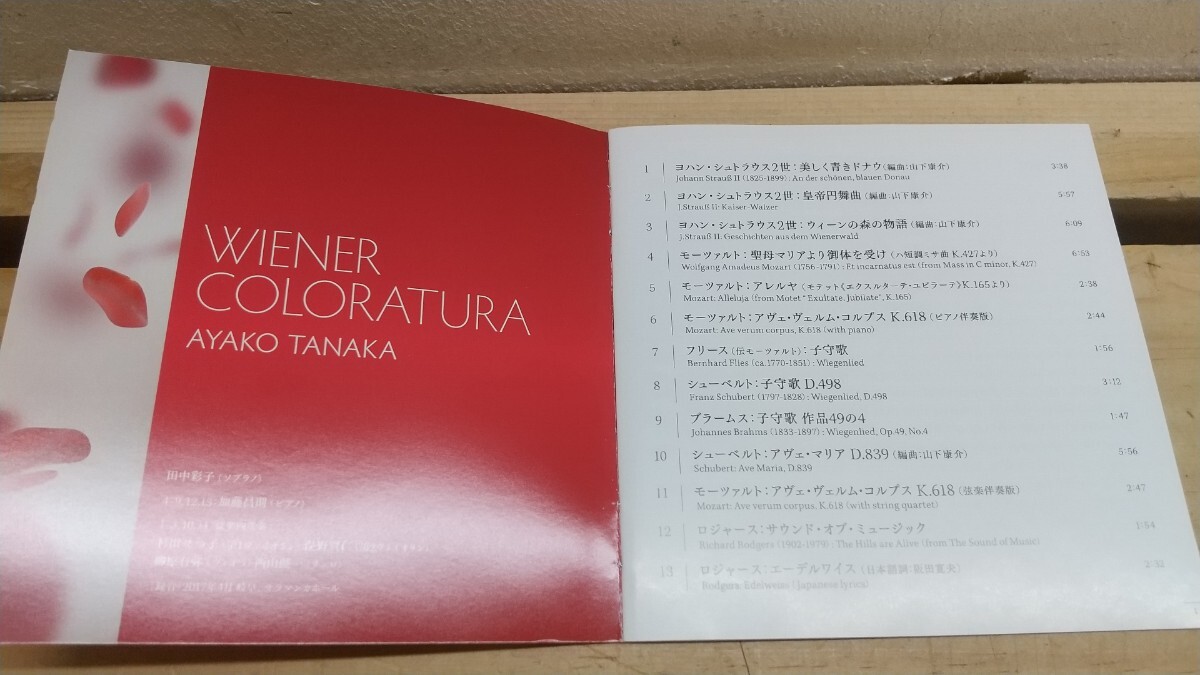 WIENER
COLORATURA
AYAKO TANAKA
田中彩子(ソプラノ)
1 ヨハン・シュトラウス2世:美しく青きドナウ(編曲:山下康介) 3:38
Johann Strauß II (1825-1899) : An der schönen, blauen Donau
2 ヨハン・シュトラウス2世:皇帝円舞曲(編曲:山下康介) 5:57
J.Strauß II: Kaiser-Walzer
3 ヨハン・シュトラウス2世:ウィーンの森の物語(編曲:山下康介) 6:09
J.Strauß II: Geschichten aus dem Wienerwald
4 モーツァルト:聖母マリアより御体を受け(ハ短調ミサ曲 K.427より) 6:53
Wolfgang Amadeus Mozart (1756-1791) : Et incarnatus est (from Mass in C minor, K.427)
5 モーツァルト:アレルヤ(モテット《エクスルターテ・ユビラーテ》K.165より) 2:38
Mozart: Alleluja (from Motet "Exultate, Jubilate", K.165)
6 モーツァルト:アヴェ・ヴェルム・コルプス K.618(ピアノ伴奏版) 2:44
Mozart: Ave verum corpus, K.618 (with piano)
7 フリース(伝モーツァルト):子守歌 1:56
Bernhard Flies (ca.1770-1851) : Wiegenlied
8 シューベルト:子守歌 D.498 3:12
Franz Schubert (1797-1828) : Wiegenlied, D.498
9 ブラームス:子守歌 作品49の4 1:47
Johannes Brahms (1833-1897) : Wiegenlied, Op.49, No.4
10 シューベルト:アヴェ・マリア D.839(編曲:山下康介) 5:56
Schubert: Ave Maria, D.839
11 モーツァルト:アヴェ・ヴェルム・コルプス K.618(弦楽伴奏版) 2:47
Mozart: Ave verum corpus, K.618 (with string quartet)
12 ロジャース:サウンド・オブ・ミュージック 1:54
Richard Rodgers (1902-1979) : The Hills are Alive (from The Sound of Music)
13 ロジャース:エーデルワイス(日本語詞:阪田寛夫) 2:32
Rodgers: Edelweiss (Japanese lyrics)